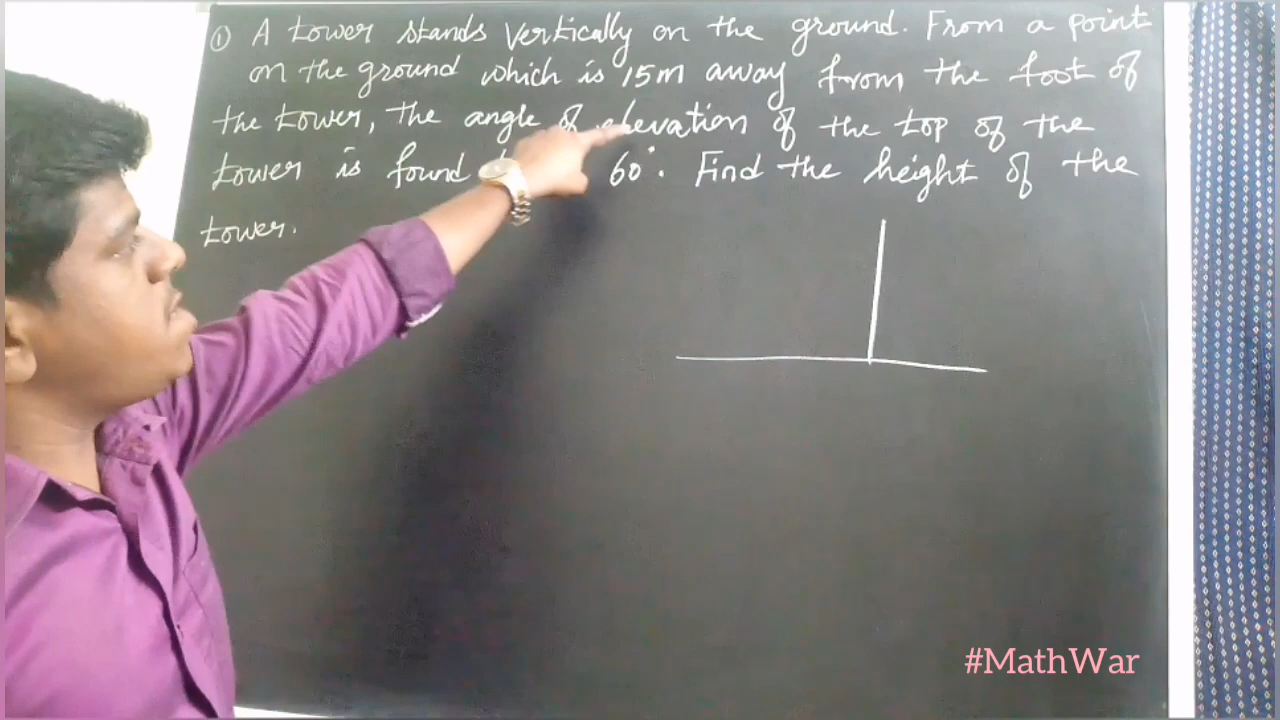 ① A tower stands vertically on the ground. From a point
on the ground which is 15m away from the foot of
the tower, the angle of elevation of the top of the
tower is found 60°. Find the height of the
tower.
#MathWar